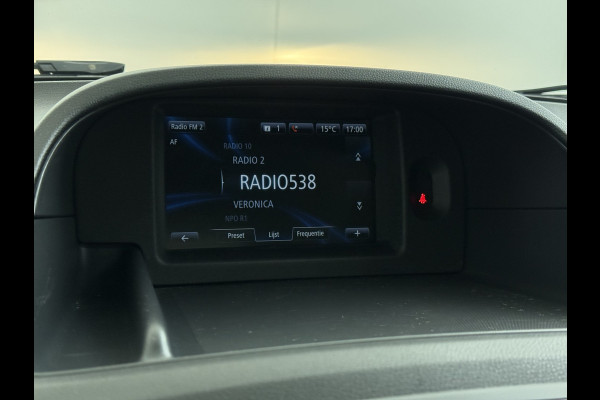 Radio FM 2
1
15°C
17:00
AF
RADIO 10
RADIO 2
RADIO538
VERONICA
NPO R1
Preset
Lijst
Frequentie
+